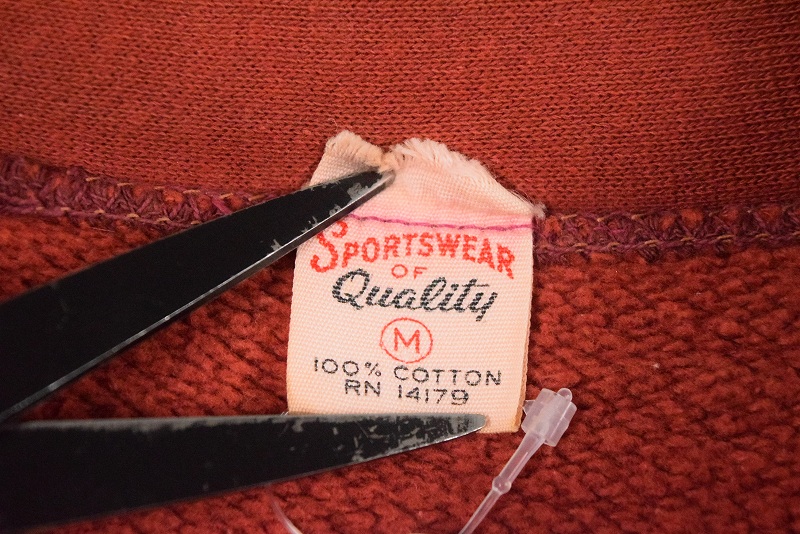 SPORTSWEAR
OF
Quality
M
100% COTTON
RN 14179